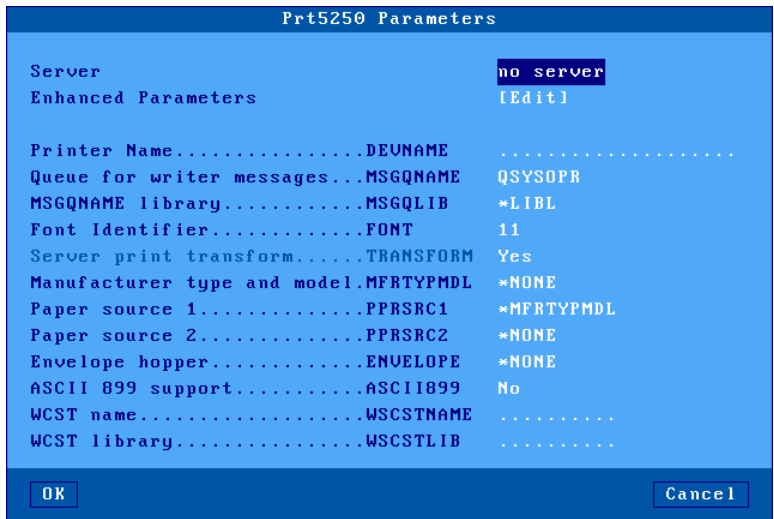 Prt5250 Parameters
Server no server
Enhanced Parameters [Edit]
Printer Name................DEVNAME ....................
Queue for writer messages...MSGQNAME QSYSOPR
MSGQNAME library............MSGQLIB *LIBL
Font Identifier.............FONT 11
Server print transform......TRANSFORM Yes
Manufacturer type and model.MFRTYPMDL *NONE
Paper source 1..............PPRSRC1 *MFRTYPMDL
Paper source 2..............PPRSRC2 *NONE
Envelope hopper.............ENVELOPE *NONE
ASCII 899 support...........ASCII899 No
WCST name...................WSCSTNAME ..........
WCST library................WSCSTLIB ..........
OK Cancel